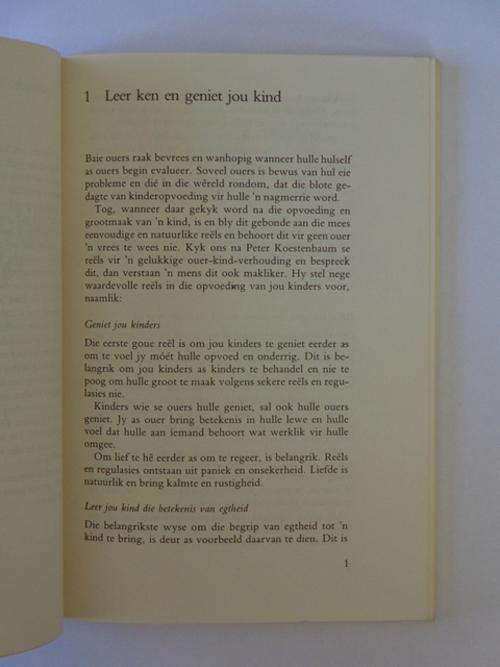 1 Leer ken en geniet jou kind
Baie ouers raak bevrees en wanhopig wanneer hulle hulself
as ouers begin evalueer. Soveel ouers is bewus van hul eie
probleme en dié in die wêreld rondom, dat die blote ge-
dagte van kinderopvoeding vir hulle 'n nagmerrie word.
Tog, wanneer daar gekyk word na die opvoeding en
grootmaak van 'n kind, is en bly dit gebonde aan die mees
eenvoudige en natuurlike reëls en behoort dit vir geen ouer
'n vrees te wees nie. Kyk ons na Peter Koestenbaum se
reëls vir 'n gelukkige ouer-kind-verhouding en bespreek
dit, dan verstaan 'n mens dit ook makliker. Hy stel nege
waardevolle reëls in die opvoeding van jou kinders voor,
naamlik:
Geniet jou kinders
Die eerste goue reël is om jou kinders te geniet eerder as
om te voel jy móét hulle opvoed en onderrig. Dit is be-
langrik om jou kinders as kinders te behandel en nie te
poog om hulle groot te maak volgens sekere reëls en regu-
lasies nie.
Kinders wie se ouers hulle geniet, sal ook hulle ouers
geniet. Jy as ouer bring betekenis in hulle lewe en hulle
voel dat hulle aan iemand behoort wat werklik vir hulle
omgee.
Om lief te hê eerder as om te regeer, is belangrik. Reëls
en regulasies ontstaan uit paniek en onsekerheid. Liefde is
natuurlik en bring kalmte en rustigheid.
Leer jou kind die betekenis van egtheid
Die belangrikste wyse om die begrip van egtheid tot 'n
kind te bring, is deur as voorbeeld daarvan te dien. Dit is
1